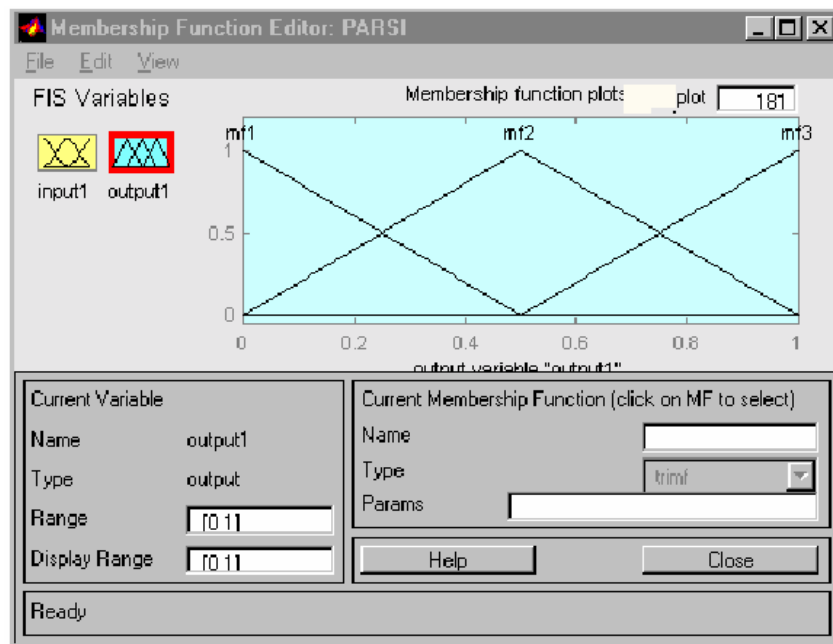 Membership Function Editor: PARSI
File Edit View
FIS Variables
Membership function plots plot 181
input1 output1
mf1 mf2 mf3
1
0.5
0
0 0.2 0.4 0.6 0.8 1
output variable "output1"
Current Variable
Name output1
Type output
Range [0 1]
Display Range [0 1]
Current Membership Function (click on MF to select)
Name
Type trimf
Params
Help Close
Ready